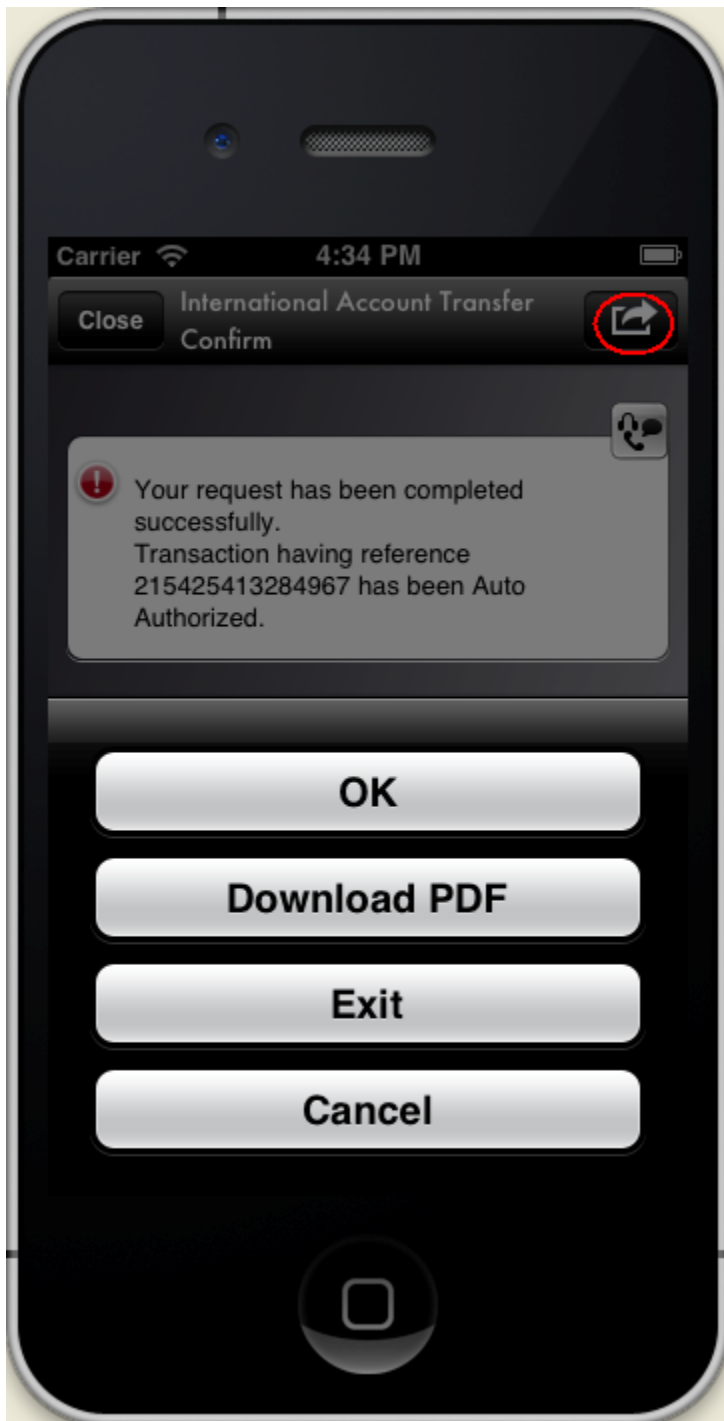 Carrier 4:34 PM
Close
International Account Transfer
Confirm
Your request has been completed
successfully.
Transaction having reference
215425413284967 has been Auto
Authorized.
OK
Download PDF
Exit
Cancel